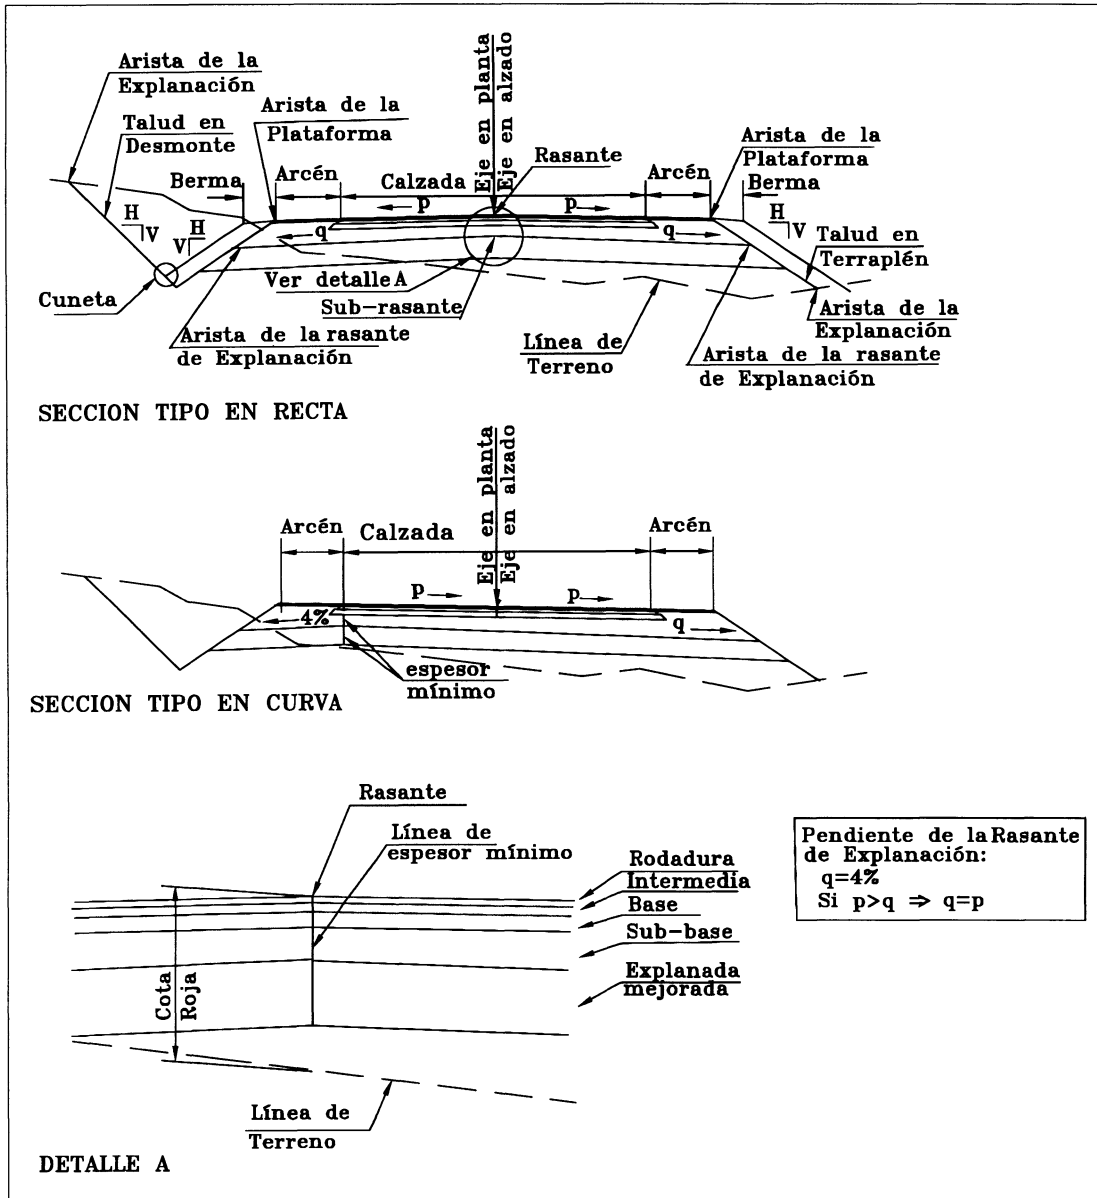 Arista de la
Explanación
Talud en
Desmonte
Arista de la
Plataforma
Eje en planta
Eje en alzado
Rasante
Arista de la
Plataforma
Berma
Arcén
Calzada
Arcén
Berma
H
V
H
V
p
p
q
q
H
V
Talud en
Terraplén
Cuneta
Ver detalle A
Sub-rasante
Arista de la rasante
de Explanación
Línea de
Terreno
Arista de la
Explanación
Arista de la rasante
de Explanación
SECCION TIPO EN RECTA
Eje en planta
Eje en alzado
Arcén
Calzada
Arcén
p
p
4%
q
espesor
mínimo
SECCION TIPO EN CURVA
Rasante
Línea de
espesor mínimo
Rodadura
Intermedia
Base
Sub-base
Explanada
mejorada
Cota
Roja
Línea de
Terreno
Pendiente de la Rasante
de Explanación:
q=4%
Si p>q ⇒ q=p
DETALLE A